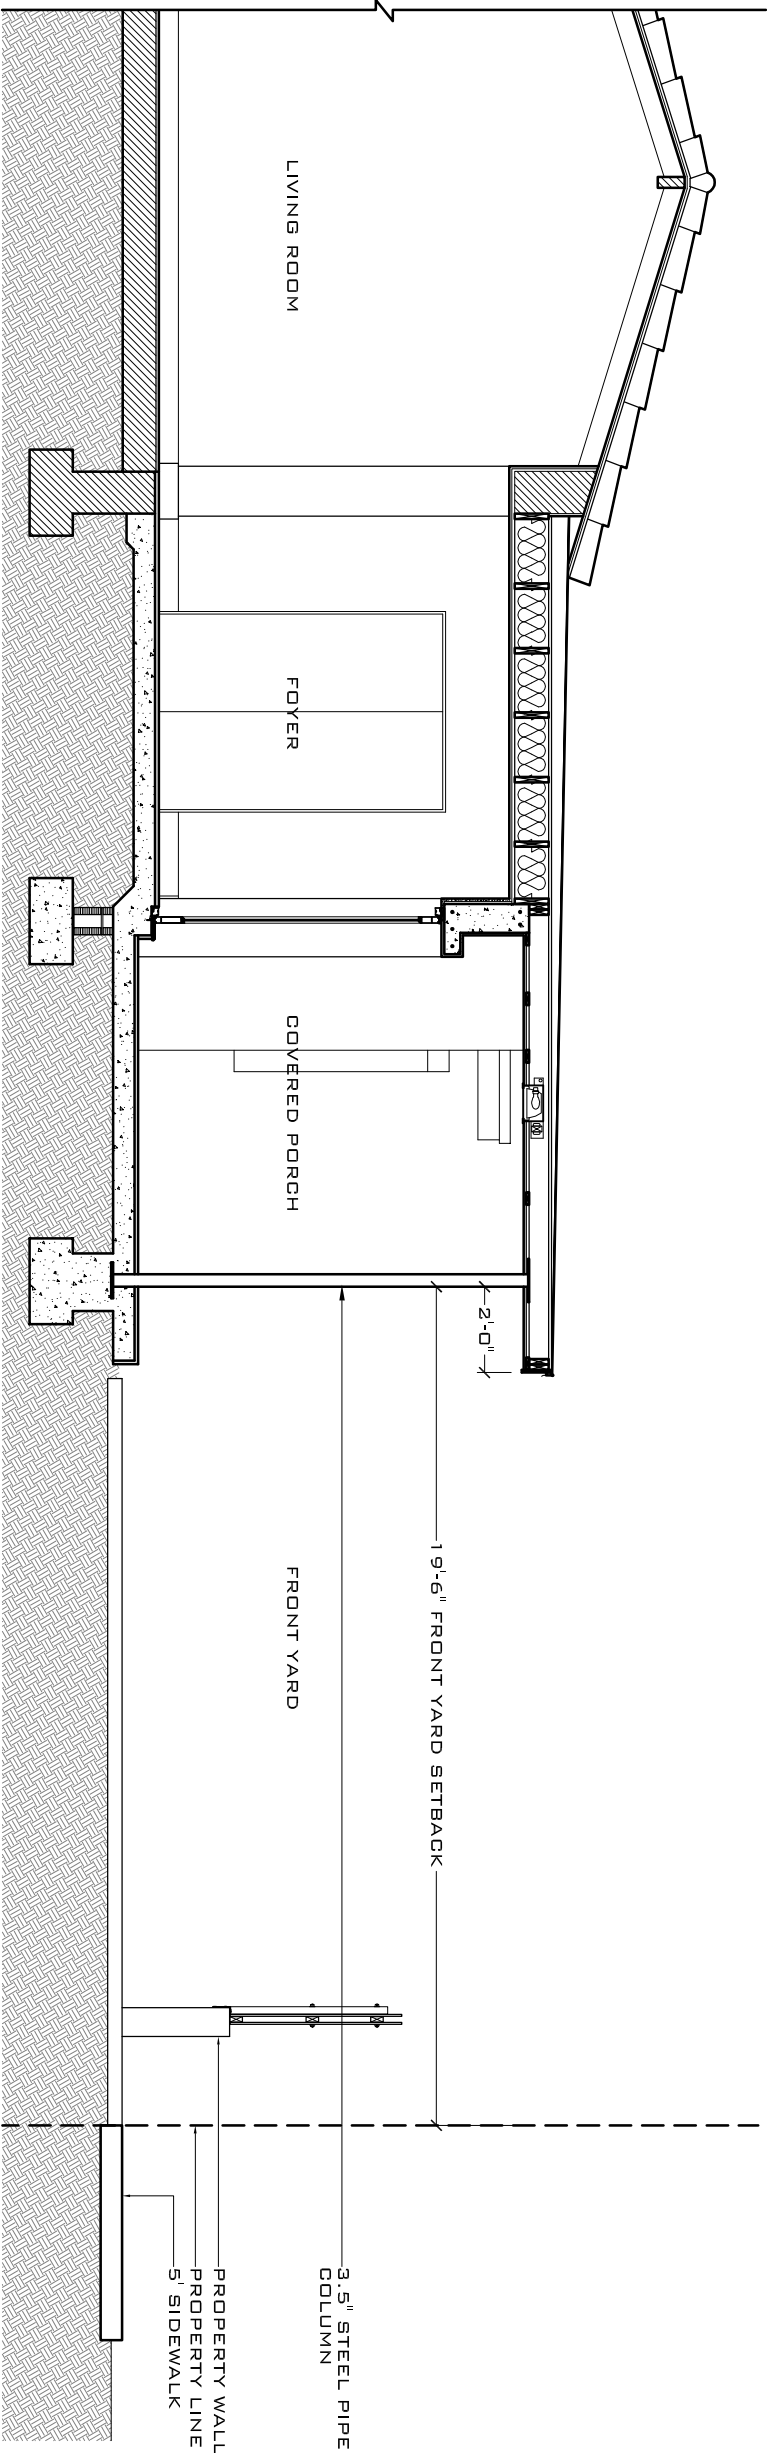 LIVING ROOM
FOYER
COVERED PORCH
2'-0"
19'-6" FRONT YARD SETBACK
FRONT YARD
3.5" STEEL PIPE
COLUMN
PROPERTY WALL
PROPERTY LINE
5' SIDEWALK